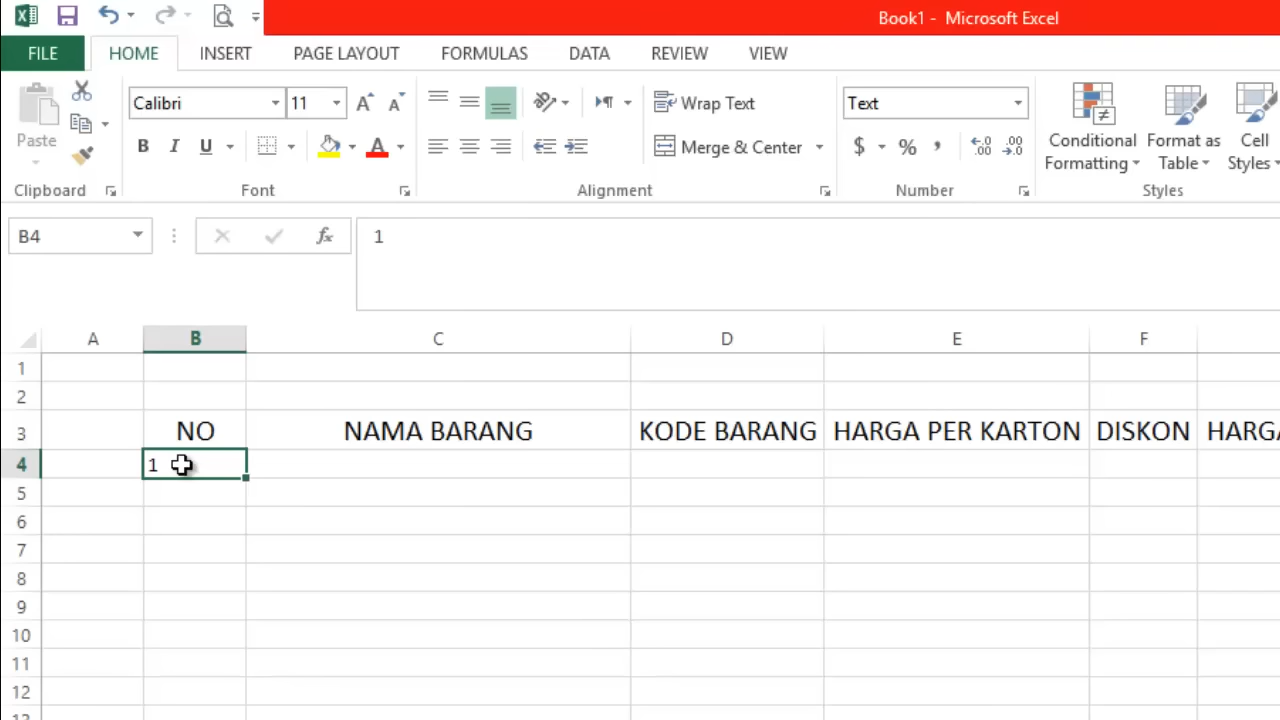 Book1 - Microsoft Excel
FILE HOME INSERT PAGE LAYOUT FORMULAS DATA REVIEW VIEW
Paste
Calibri 11
Wrap Text
Text
B I U A
Merge & Center
$ % ,
Conditional Formatting
Format as Table
Cell Styles
Clipboard Font Alignment Number Styles
B4 fx 1
A B C D E F
1
2
3 NO NAMA BARANG KODE BARANG HARGA PER KARTON DISKON HARGA
4 1
5
6
7
8
9
10
11
12
13